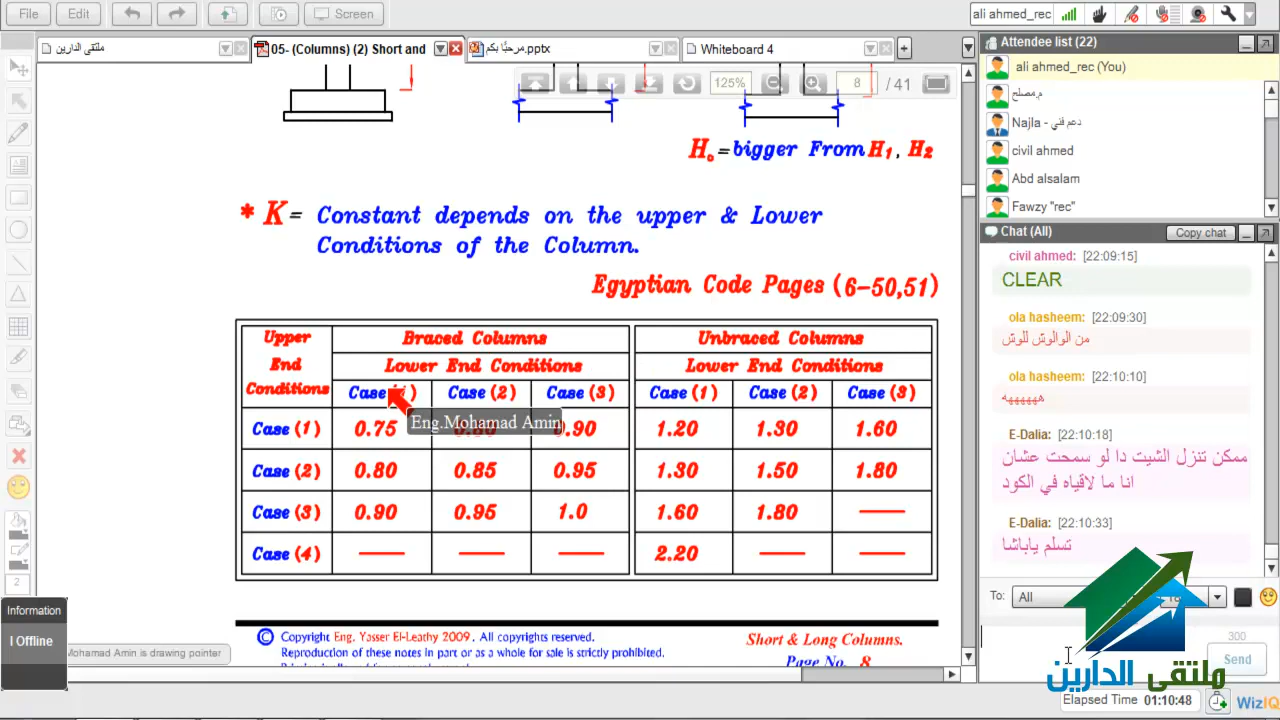 File
Edit
Screen
ali ahmed_rec
ملتقى الدارين
05- (Columns) (2) Short and
مرحبًا بكم.pptx
Whiteboard 4
125%
8
/ 41
Attendee list (22)
ali ahmed_rec (You)
م.مصلح
Najla - دعم فني
civil ahmed
Abd alsalam
Fawzy "rec"
H₀ = bigger From H₁, H₂
* K = Constant depends on the upper & Lower
Conditions of the Column.
Egyptian Code Pages (6-50,51)
Upper End Conditions
Braced Columns
Unbraced Columns
Lower End Conditions
Lower End Conditions
Case Case (2) Case (3) Case (1) Case (2) Case (3)
Eng.Mohamad Amin
Case (1) 0.75 0.90 1.20 1.30 1.60
Case (2) 0.80 0.85 0.95 1.30 1.50 1.80
Case (3) 0.90 0.95 1.0 1.60 1.80 —
Case (4) — — — 2.20 — —
© Copyright Eng. Yasser El-Leathy 2009. All copyrights reserved.
Reproduction of these notes in part or as a whole for sale is strictly prohibited.
Short & Long Columns.
Page No. 8
Chat (All)
Copy chat
civil ahmed: [22:09:15]
CLEAR
ola hasheem: [22:09:30]
من الوالوش للوش
ola hasheem: [22:10:10]
هيييييييه
E-Dalia: [22:10:18]
ممكن تنزل الشيت دا لو سمحت عشان
انا ما لاقياه في الكود
E-Dalia: [22:10:33]
تسلم ياباشا
To:
All
300
Send
ملتقى الدارين
Information
I Offline
Mohamad Amin is drawing pointer
2
Elapsed Time 01:10:48
WizIQ